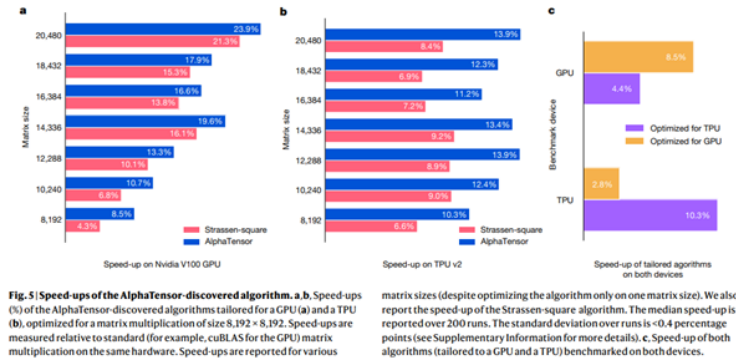 a
Matrix size
20,480
18,432
16,384
14,336
12,288
10,240
8,192
23.9%
21.3%
17.9%
15.3%
16.6%
13.8%
19.6%
16.1%
13.3%
10.1%
10.7%
6.8%
8.5%
4.3%
Strassen-square
AlphaTensor
Speed-up on Nvidia V100 GPU
b
Matrix size
20,480
18,432
16,384
14,336
12,288
10,240
8,192
13.9%
8.4%
12.3%
6.9%
11.2%
7.2%
13.4%
9.2%
13.9%
8.9%
12.4%
9.0%
10.3%
6.6%
Strassen-square
AlphaTensor
Speed-up on TPU v2
c
Benchmark device
GPU
TPU
8.5%
4.4%
2.8%
10.3%
Optimized for TPU
Optimized for GPU
Speed-up of tailored agorithms
on both devices
Fig. 5 | Speed-ups of the AlphaTensor-discovered algorithm. a,b, Speed-ups
(%) of the AlphaTensor-discovered algorithms tailored for a GPU (a) and a TPU
(b), optimized for a matrix multiplication of size 8,192 × 8,192. Speed-ups are
measured relative to standard (for example, cuBLAS for the GPU) matrix
multiplication on the same hardware. Speed-ups are reported for various
matrix sizes (despite optimizing the algorithm only on one matrix size). We also
report the speed-up of the Strassen-square algorithm. The median speed-up is
reported over 200 runs. The standard deviation over runs is <0.4 percentage
points (see Supplementary Information for more details). c, Speed-up of both
algorithms (tailored to a GPU and a TPU) benchmarked on both devices.